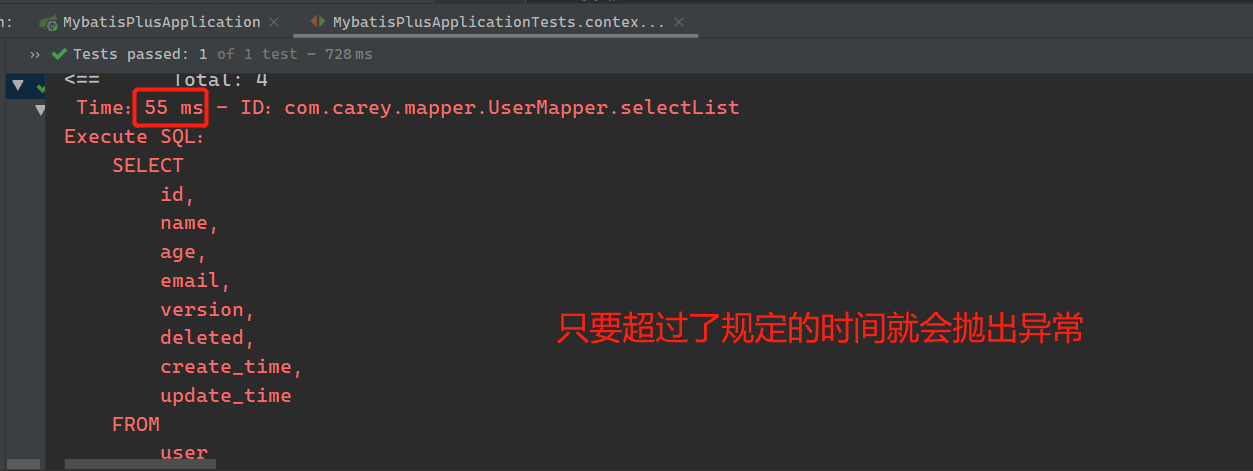 n: MybatisPlusApplication × MybatisPlusApplicationTests.contex... ×
» Tests passed: 1 of 1 test – 728 ms
<== Total: 4
Time: 55 ms - ID: com.carey.mapper.UserMapper.selectList
Execute SQL:
SELECT
id,
name,
age,
email,
version,
deleted,
create_time,
update_time
FROM
user
只要超过了规定的时间就会抛出异常